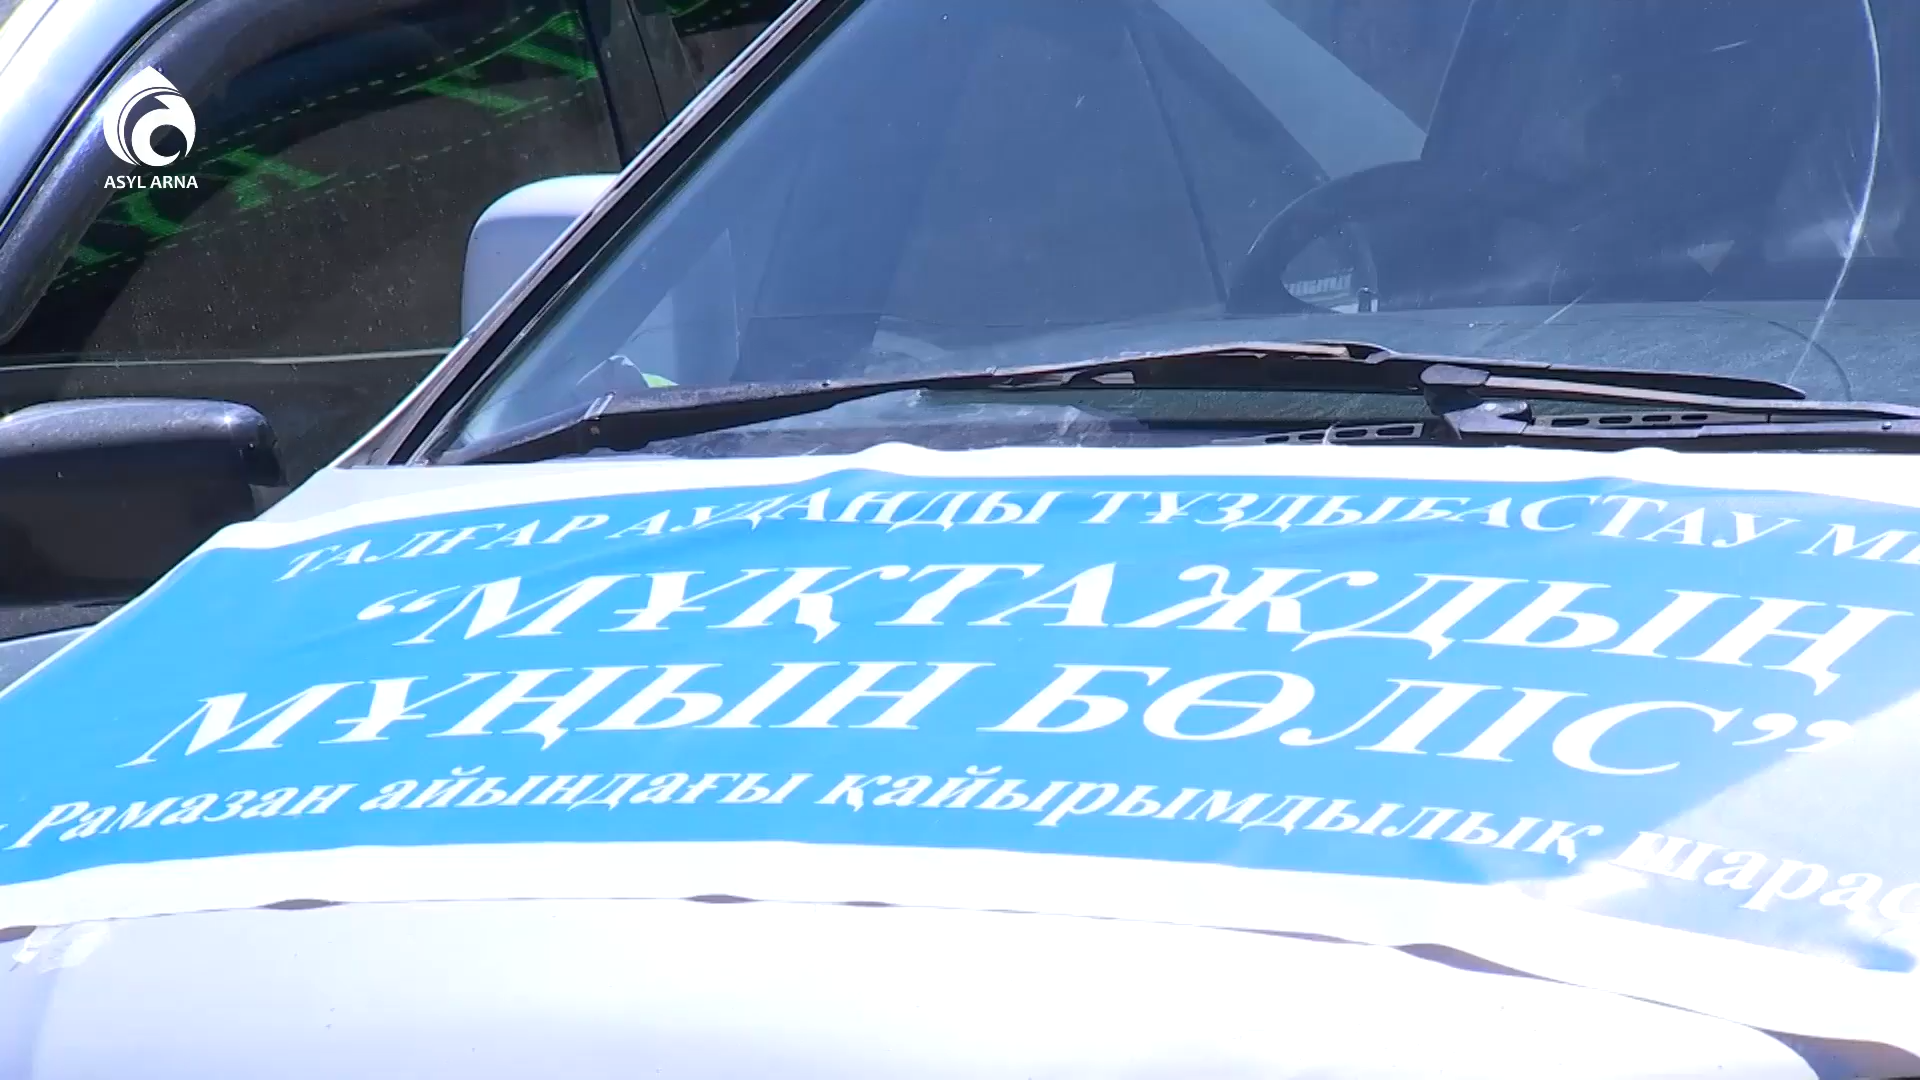 ASYL ARNA
ТАЛҒАР АУДАНДЫ ТҰЗДЫБАСТАУ
“МҰҚТАЖДЫҢ
МҰҢЫН БӨЛІС”
Рамазан айындағы қайырымдылық